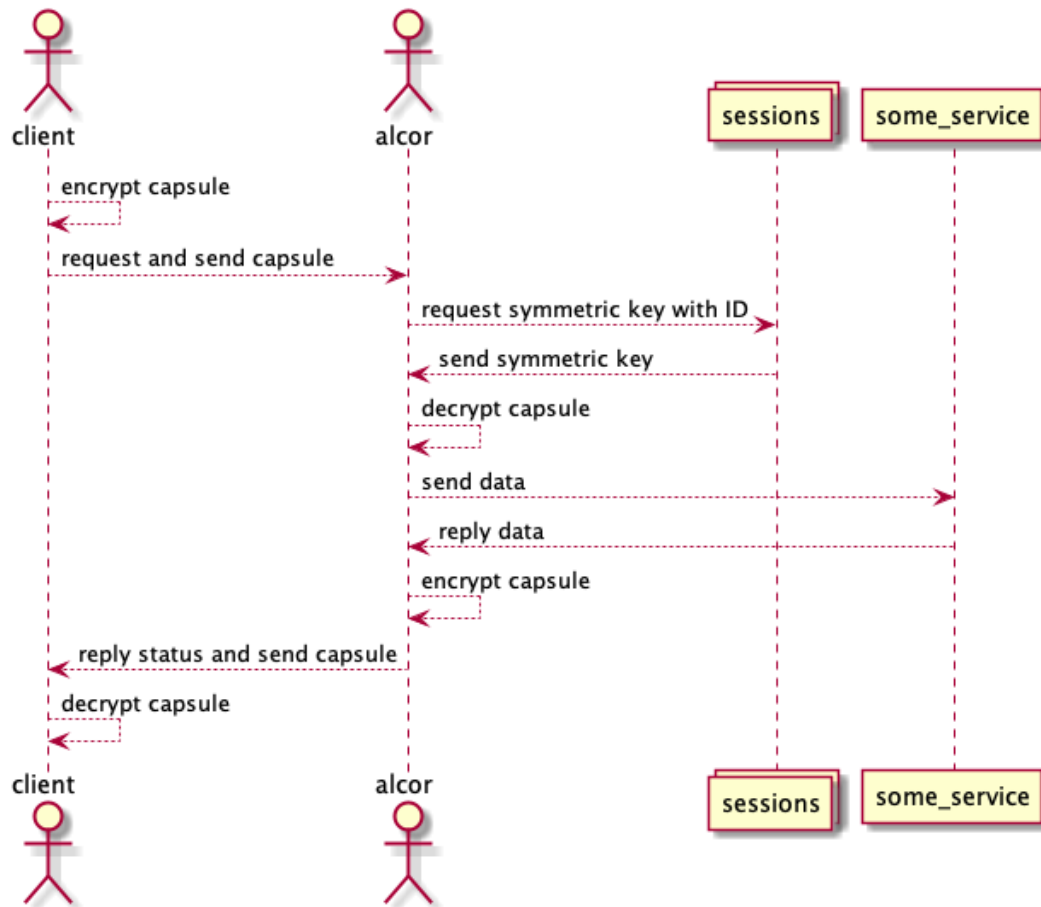 client
alcor
sessions
some_service
encrypt capsule
request and send capsule
request symmetric key with ID
send symmetric key
decrypt capsule
send data
reply data
encrypt capsule
reply status and send capsule
decrypt capsule
client
alcor
sessions
some_service